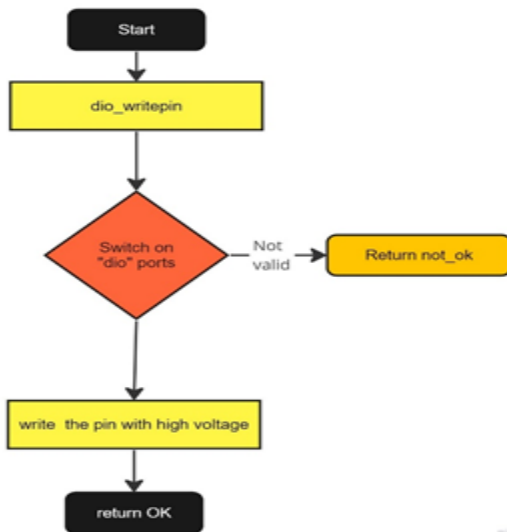 Start
dio_writepin
Switch on
"dio" ports
Not
valid
Return not_ok
write  the pin with high voltage
return OK